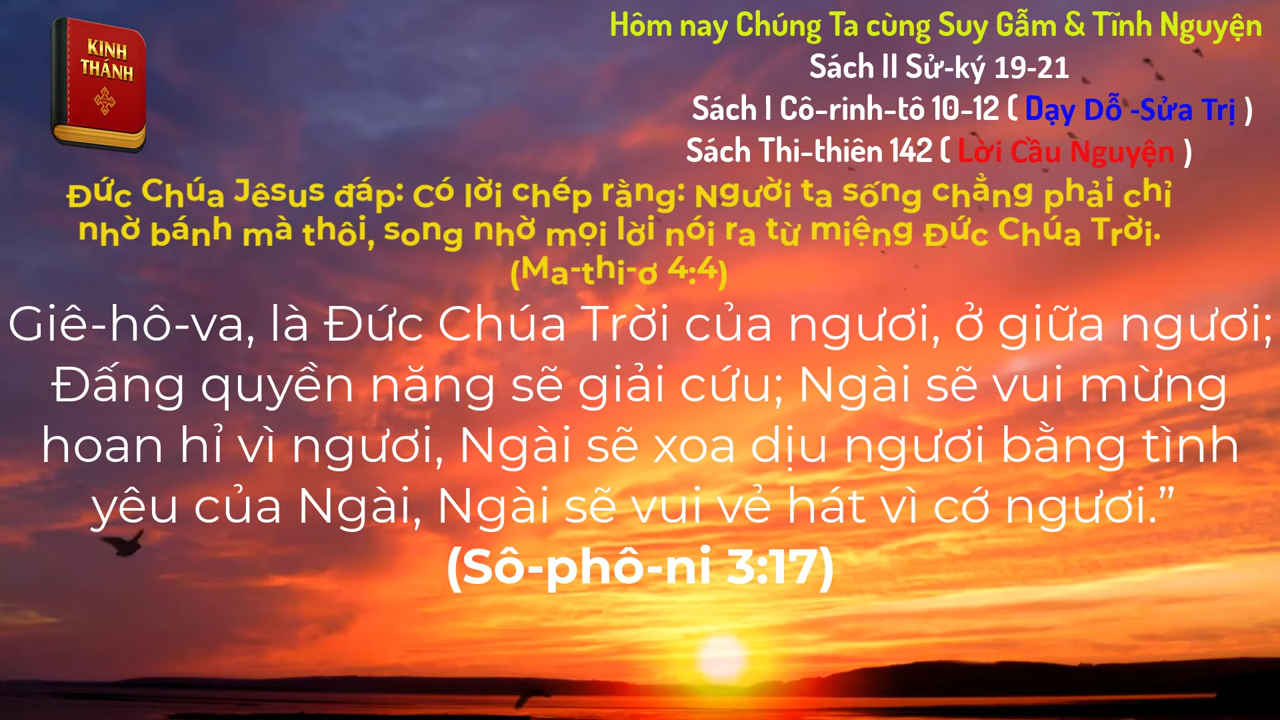 KINH
THÁNH
Hôm nay Chúng Ta cùng Suy Gẫm & Tĩnh Nguyện
Sách II Sử-ký 19-21
Sách I Cô-rinh-tô 10-12 ( Dạy Dỗ -Sửa Trị )
Sách Thi-thiên 142 ( Lời Cầu Nguyện )
Đức Chúa Jêsus đáp: Có lời chép rằng: Người ta sống chẳng phải chỉ
nhờ bánh mà thôi, song nhờ mọi lời nói ra từ miệng Đức Chúa Trời.
(Ma-thi-ơ 4:4)
Giê-hô-va, là Đức Chúa Trời của ngươi, ở giữa ngươi;
Đấng quyền năng sẽ giải cứu; Ngài sẽ vui mừng
hoan hỉ vì ngươi, Ngài sẽ xoa dịu ngươi bằng tình
yêu của Ngài, Ngài sẽ vui vẻ hát vì cớ ngươi.”
(Sô-phô-ni 3:17)